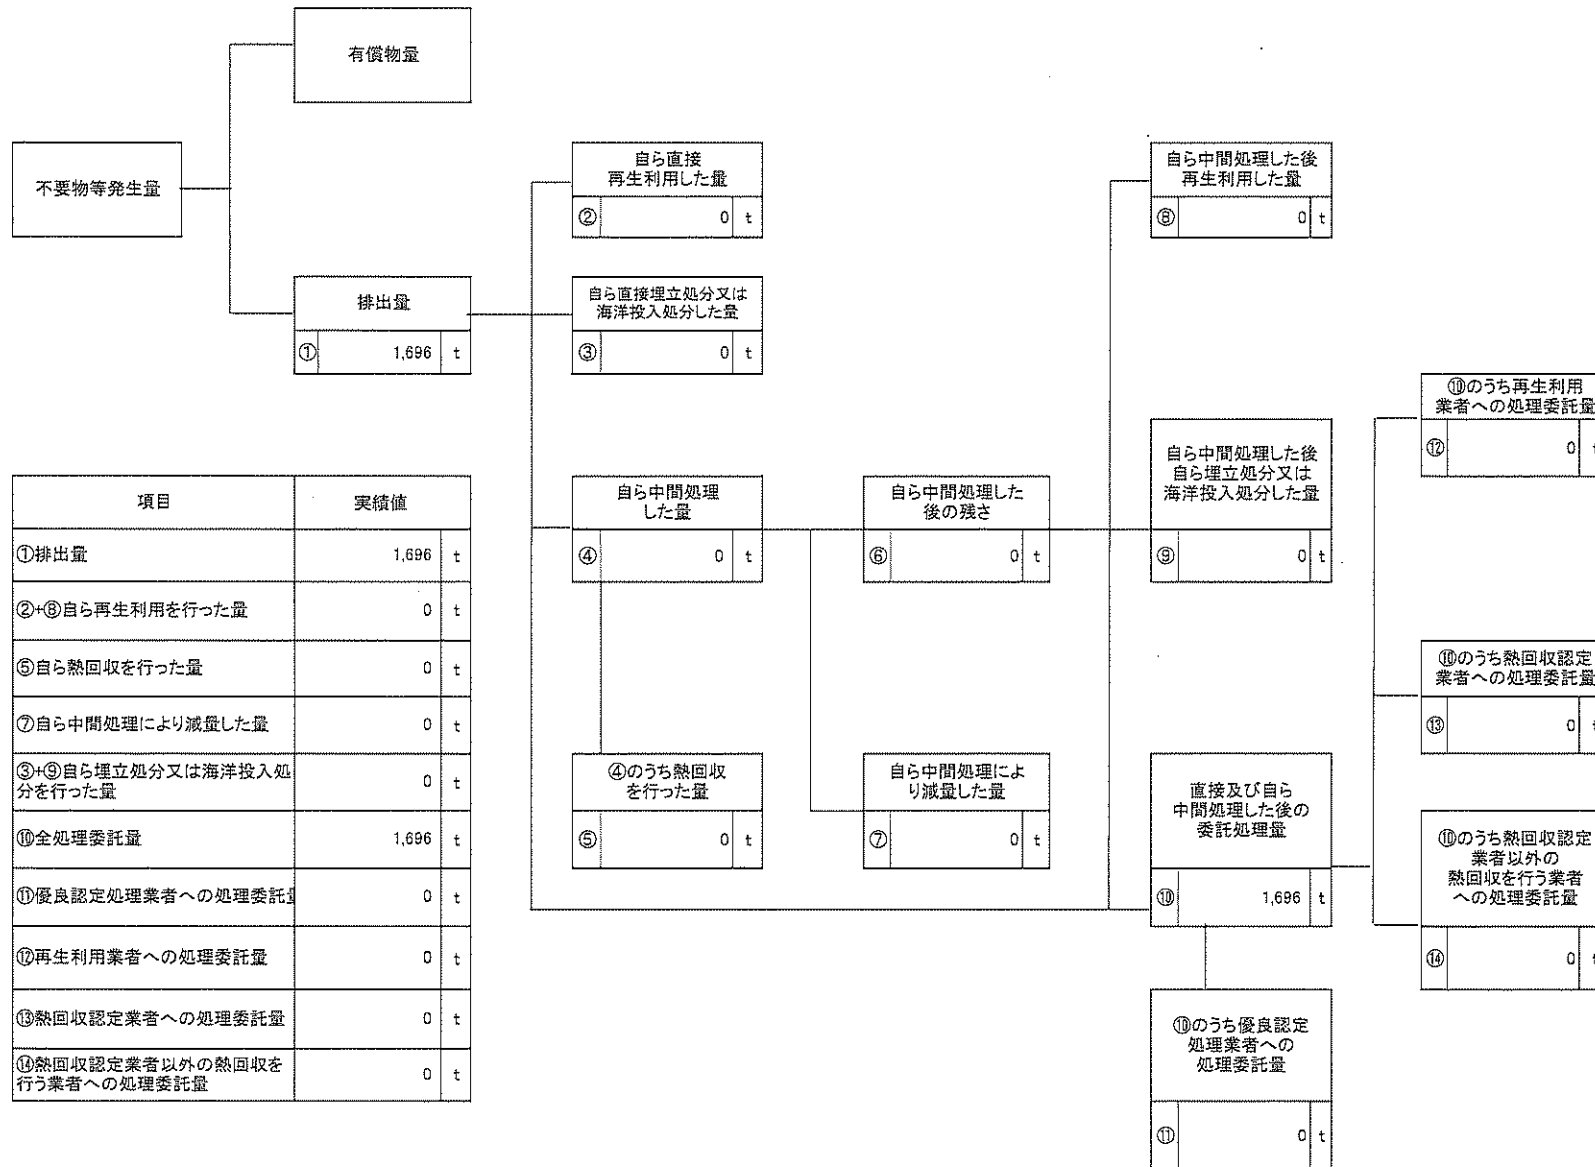 有償物量
不要物等発生量
排出量
① 1,696 t
自ら直接
再生利用した量
② 0 t
自ら直接埋立処分又は
海洋投入処分した量
③ 0 t
自ら中間処理
した量
④ 0 t
④のうち熱回収
を行った量
⑤ 0 t
自ら中間処理した
後の残さ
⑥ 0 t
自ら中間処理によ
り減量した量
⑦ 0 t
自ら中間処理した後
再生利用した量
⑧ 0 t
自ら中間処理した後
自ら埋立処分又は
海洋投入処分した量
⑨ 0 t
直接及び自ら
中間処理した後の
委託処理量
⑩ 1,696 t
⑩のうち優良認定
処理業者への
処理委託量
⑪ 0 t
⑩のうち再生利用
業者への処理委託量
⑫ 0 t
⑩のうち熱回収認定
業者への処理委託量
⑬ 0 t
⑩のうち熱回収認定
業者以外の
熱回収を行う業者
への処理委託量
⑭ 0 t
項目 実績値
①排出量 1,696 t
②+⑧自ら再生利用を行った量 0 t
⑤自ら熱回収を行った量 0 t
⑦自ら中間処理により減量した量 0 t
③+⑨自ら埋立処分又は海洋投入処
分を行った量 0 t
⑩全処理委託量 1,696 t
⑪優良認定処理業者への処理委託量 0 t
⑫再生利用業者への処理委託量 0 t
⑬熱回収認定業者への処理委託量 0 t
⑭熱回収認定業者以外の熱回収を
行う業者への処理委託量 0 t